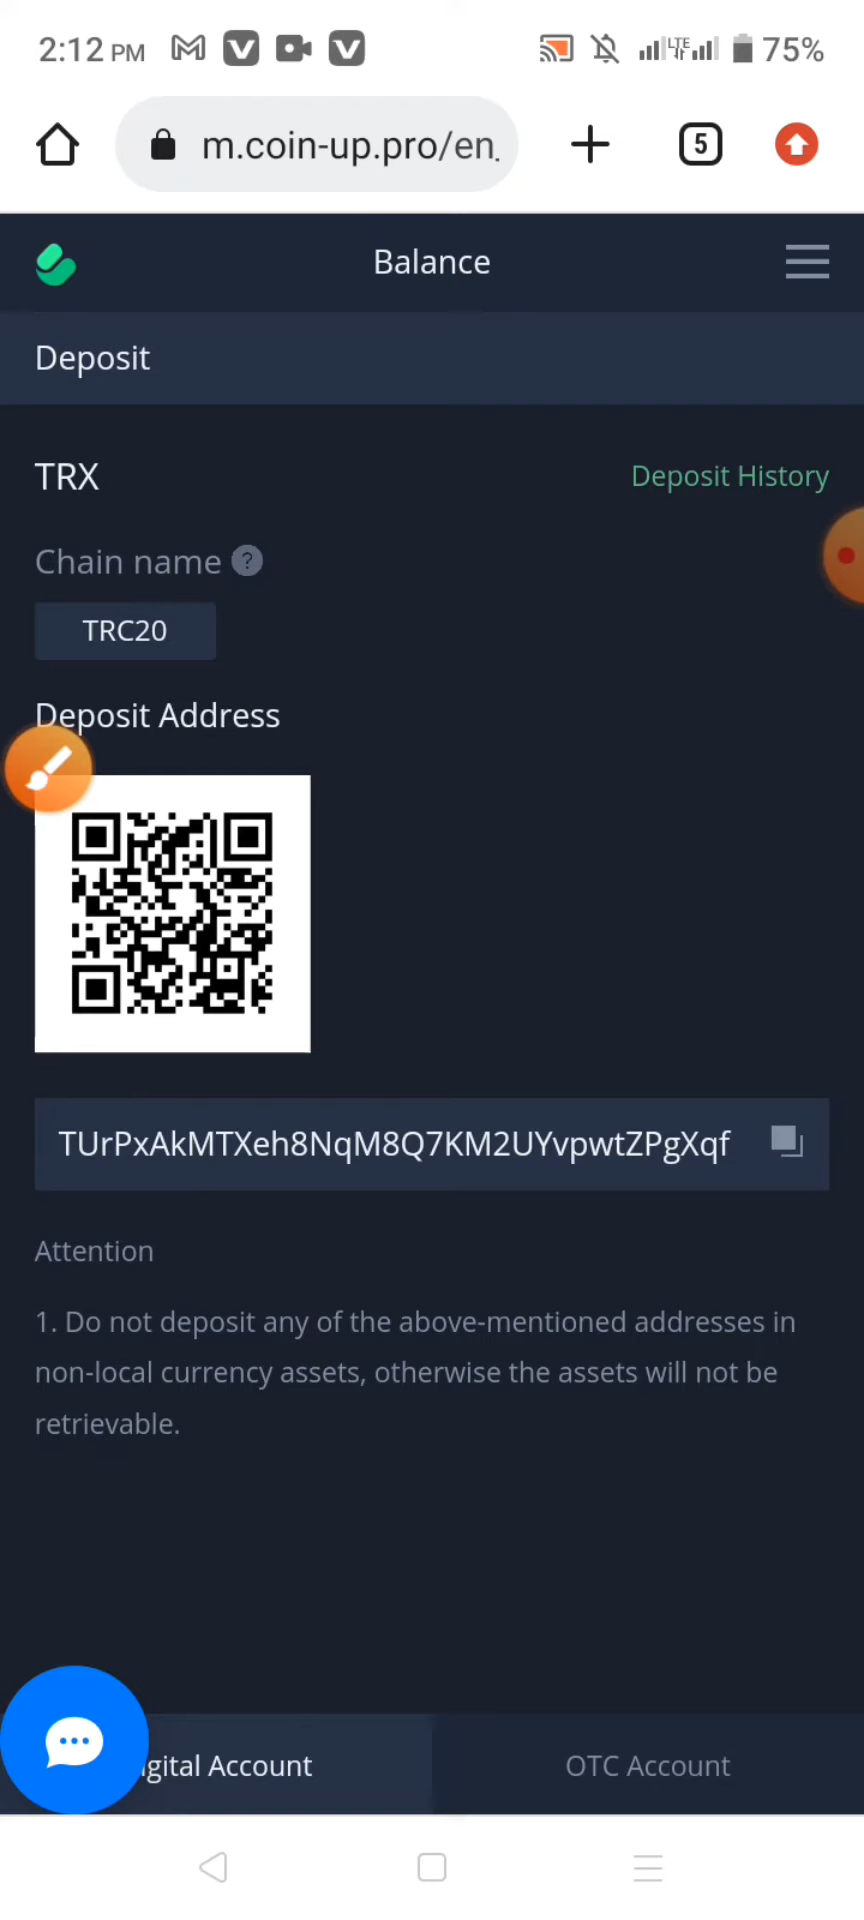 2:12 PM
75%
m.coin-up.pro/en
5
Balance
Deposit
TRX
Deposit History
Chain name ?
TRC20
Deposit Address
TUrPxAkMTXeh8NqM8Q7KM2UYvpwtZPgXqf
Attention
1. Do not deposit any of the above-mentioned addresses in
non-local currency assets, otherwise the assets will not be
retrievable.
gital Account
OTC Account